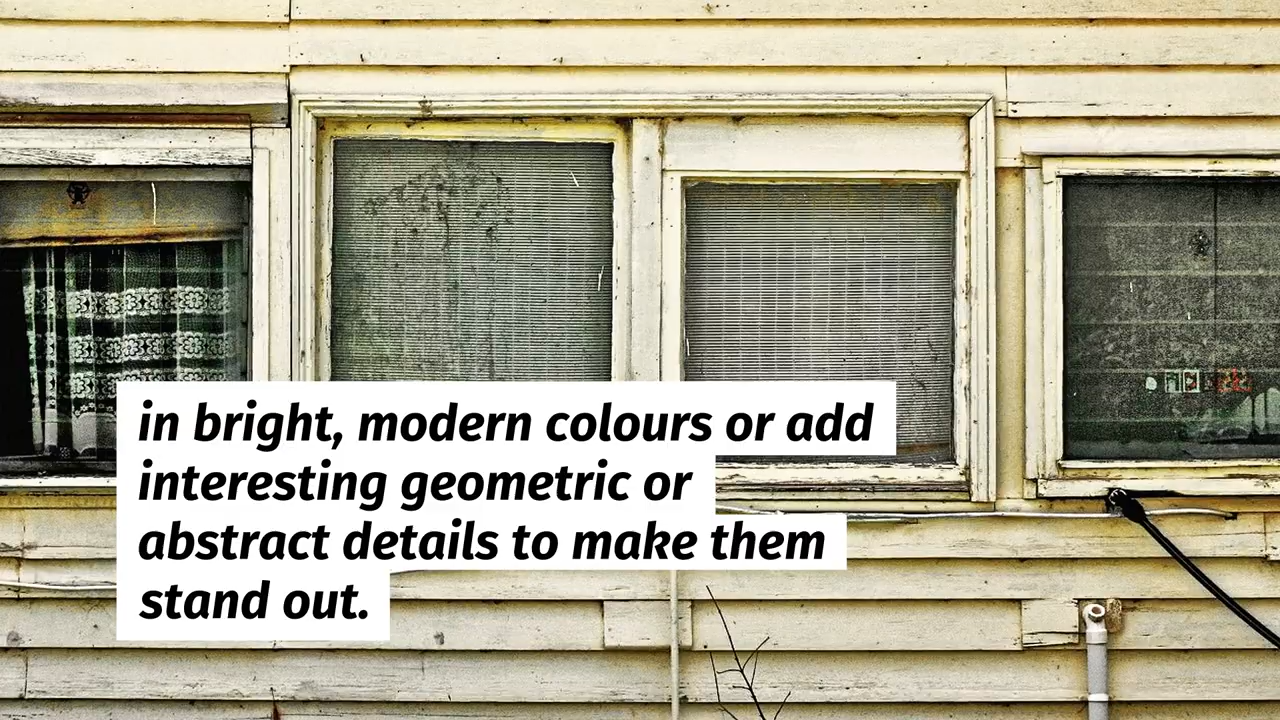 in bright, modern colours or add
interesting geometric or
abstract details to make them
stand out.